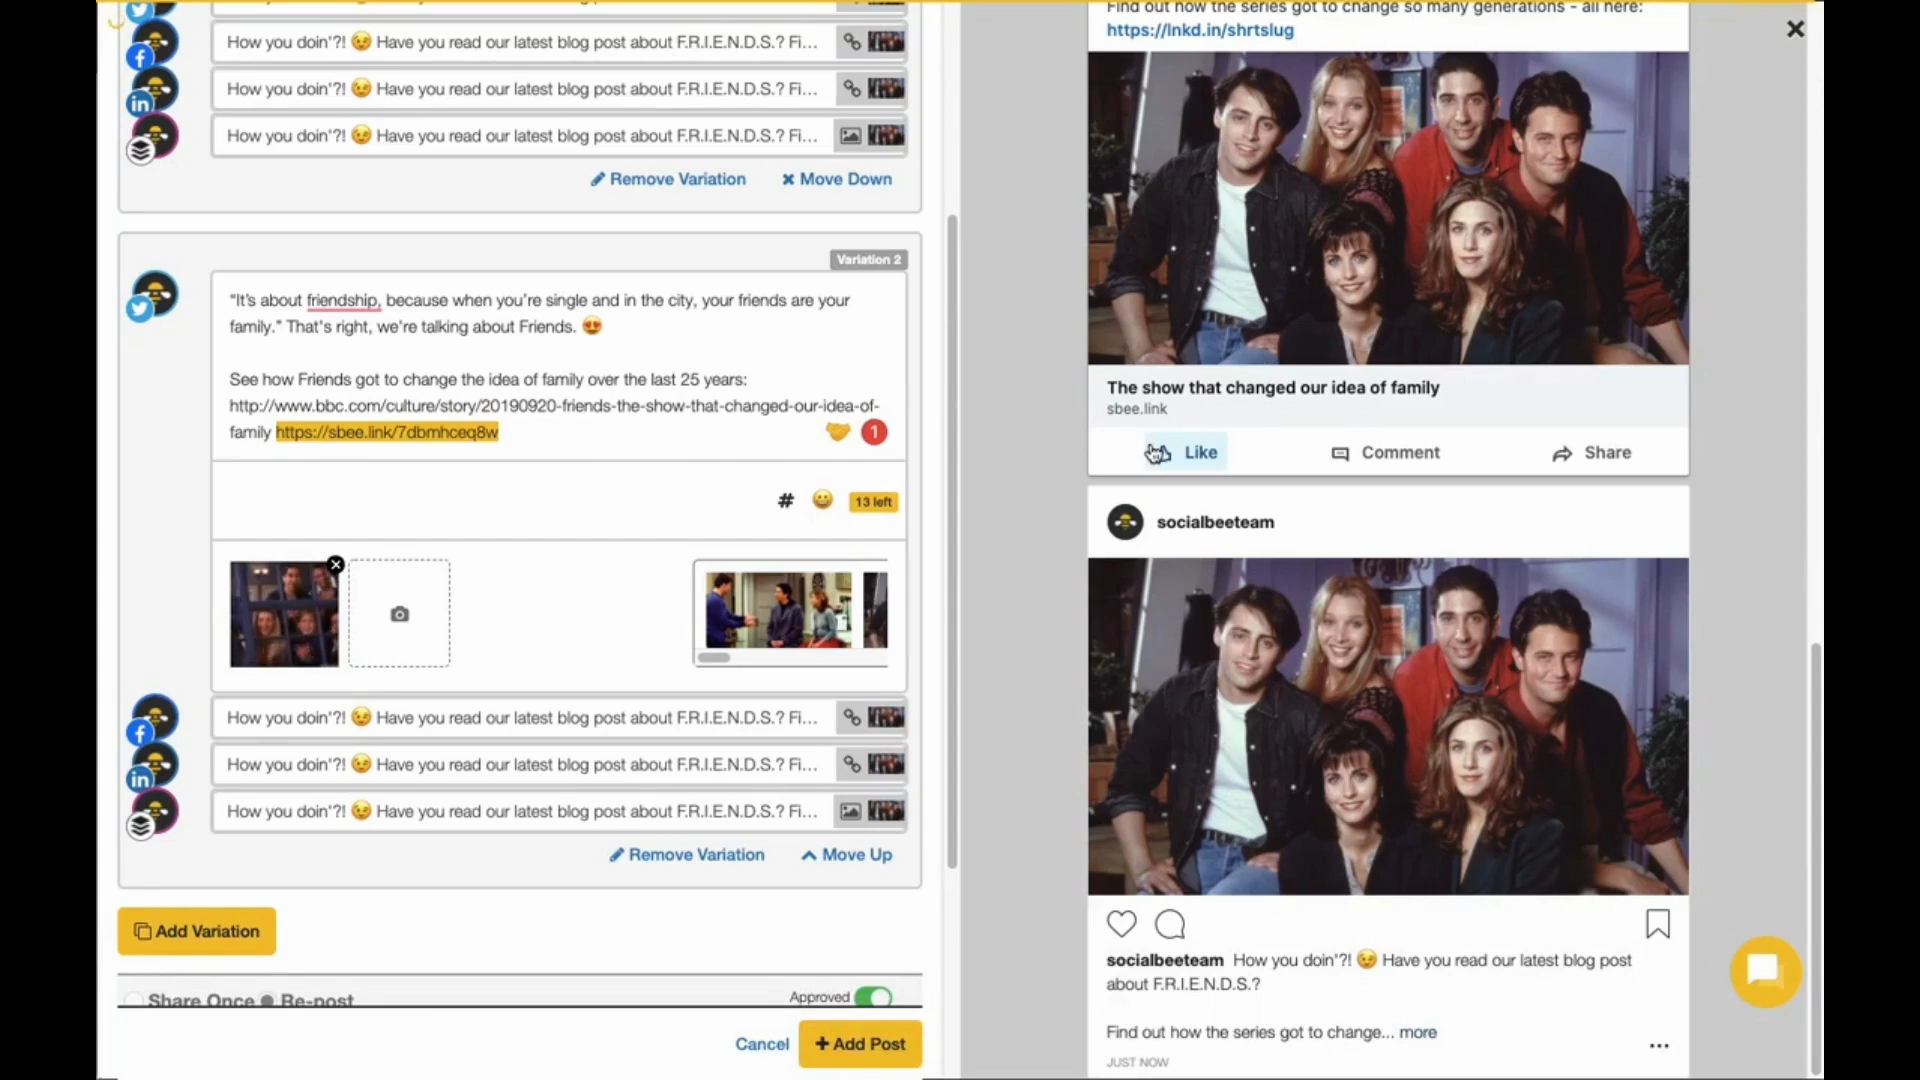 How you doin'?! 😉 Have you read our latest blog post about F.R.I.E.N.D.S.? Fi...
How you doin'?! 😉 Have you read our latest blog post about F.R.I.E.N.D.S.? Fi...
How you doin'?! 😉 Have you read our latest blog post about F.R.I.E.N.D.S.? Fi...
Remove Variation
Move Down
Variation 2
“It’s about friendship, because when you’re single and in the city, your friends are your
family.” That's right, we're talking about Friends. 😍
See how Friends got to change the idea of family over the last 25 years:
http://www.bbc.com/culture/story/20190920-friends-the-show-that-changed-our-idea-of-
family https://sbee.link/7dbmhceq8w
1
#
13 left
How you doin'?! 😉 Have you read our latest blog post about F.R.I.E.N.D.S.? Fi...
How you doin'?! 😉 Have you read our latest blog post about F.R.I.E.N.D.S.? Fi...
How you doin'?! 😉 Have you read our latest blog post about F.R.I.E.N.D.S.? Fi...
Remove Variation
Move Up
Add Variation
Share Once
Re-post
Approved
Cancel
+ Add Post
Find out how the series got to change so many generations - all here:
https://lnkd.in/shrtslug
The show that changed our idea of family
sbee.link
Like
Comment
Share
socialbeeteam
socialbeeteam How you doin'?! 😉 Have you read our latest blog post
about F.R.I.E.N.D.S.?
Find out how the series got to change... more
JUST NOW